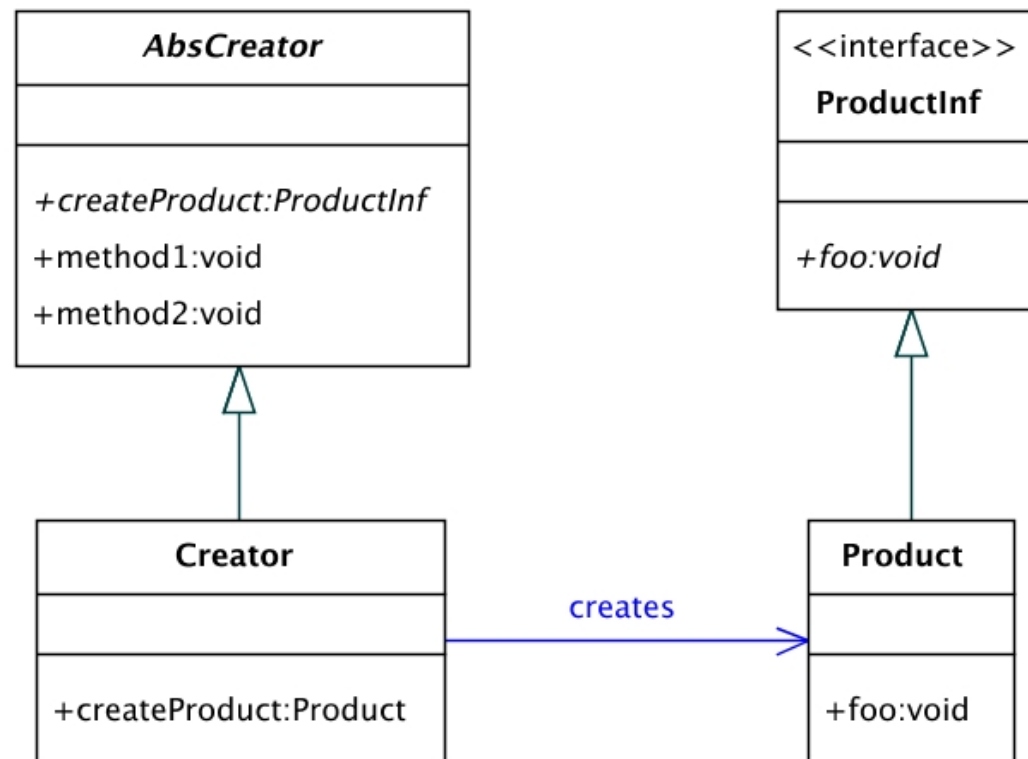 AbsCreator
+createProduct:ProductInf
+method1:void
+method2:void
<<interface>>
ProductInf
+foo:void
Creator
+createProduct:Product
creates
Product
+foo:void